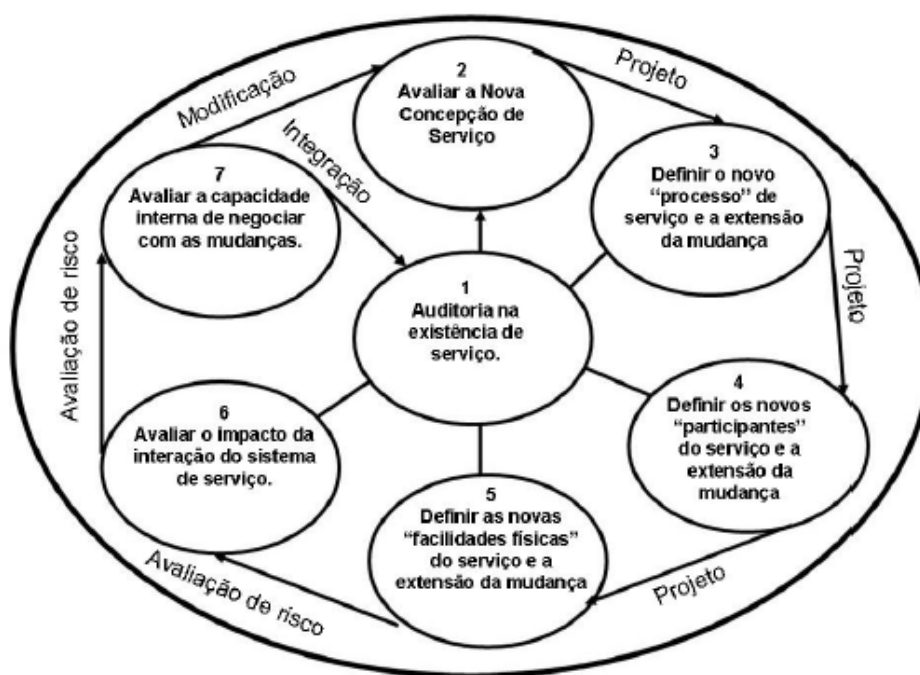 Modificação
Projeto
2
Avaliar a Nova
Concepção de
Serviço
Integração
3
Definir o novo
“processo” de
serviço e a extensão
da mudança
7
Avaliar a capacidade
interna de negociar
com as mudanças.
Avaliação de risco
Projeto
1
Auditoria na
existência de
serviço.
4
Definir os novos
“participantes”
do serviço e a
extensão da
mudança
6
Avaliar o impacto da
interação do sistema
de serviço.
5
Definir as novas
“facilidades físicas”
do serviço e a
extensão da mudança
Avaliação de risco
Projeto